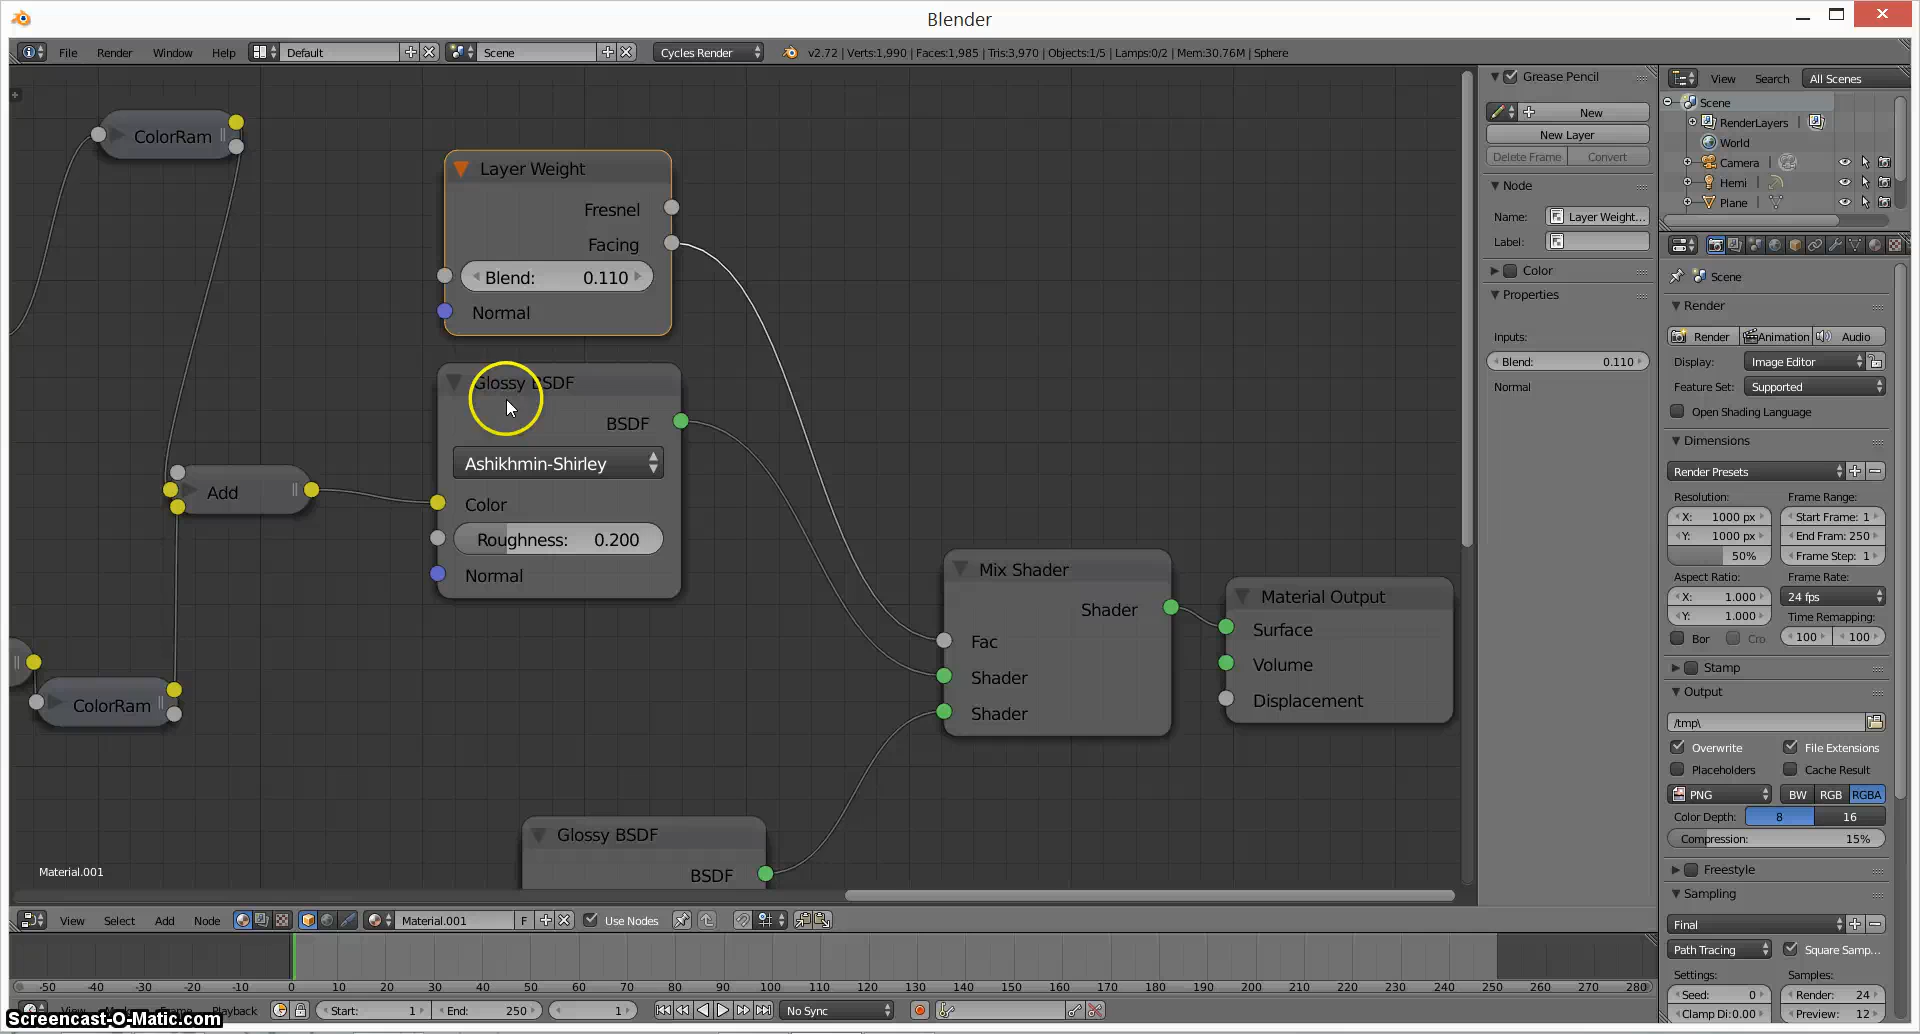 Blender
File Render Window Help Default Scene Cycles Render v2.72 | Verts:1,990 | Faces:1,985 | Tris:3,970 | Objects:1/5 | Lamps:0/2 | Mem:30.76M | Sphere
ColorRam
Layer Weight
Fresnel
Facing
Blend: 0.110
Normal
Glossy BSDF
BSDF
Ashikhmin-Shirley
Color
Roughness: 0.200
Normal
Add
ColorRam
Mix Shader
Shader
Fac
Shader
Shader
Material Output
Surface
Volume
Displacement
Glossy BSDF
BSDF
Material.001
Grease Pencil
New
New Layer
Delete Frame Convert
Node
Name: Layer Weight...
Label:
Color
Properties
Inputs:
Blend: 0.110
Normal
View Search All Scenes
Scene
RenderLayers |
World
Camera |
Hemi |
Plane |
Scene
Render
Render Animation Audio
Display: Image Editor
Feature Set: Supported
Open Shading Language
Dimensions
Render Presets
Resolution: Frame Range:
X: 1000 px Start Frame: 1
Y: 1000 px End Fram: 250
50% Frame Step: 1
Aspect Ratio: Frame Rate:
X: 1.000 24 fps
Y: 1.000 Time Remapping:
Bor Cro 100 100
Stamp
Output
/tmp\
Overwrite File Extensions
Placeholders Cache Result
PNG BW RGB RGBA
Color Depth: 8 16
Compression: 15%
Freestyle
Sampling
Final
Path Tracing Square Samp...
Settings: Samples:
Seed: 0 Render: 24
Clamp Di:0.00 Preview: 12
View Select Add Node Material.001 F Use Nodes
-50 -40 -30 -20 -10 0 10 20 30 40 50 60 70 80 90 100 110 120 130 140 150 160 170 180 190 200 210 220 230 240 250 260 270 280
Playback Start: 1 End: 250 1 No Sync
Screencast-O-Matic.com